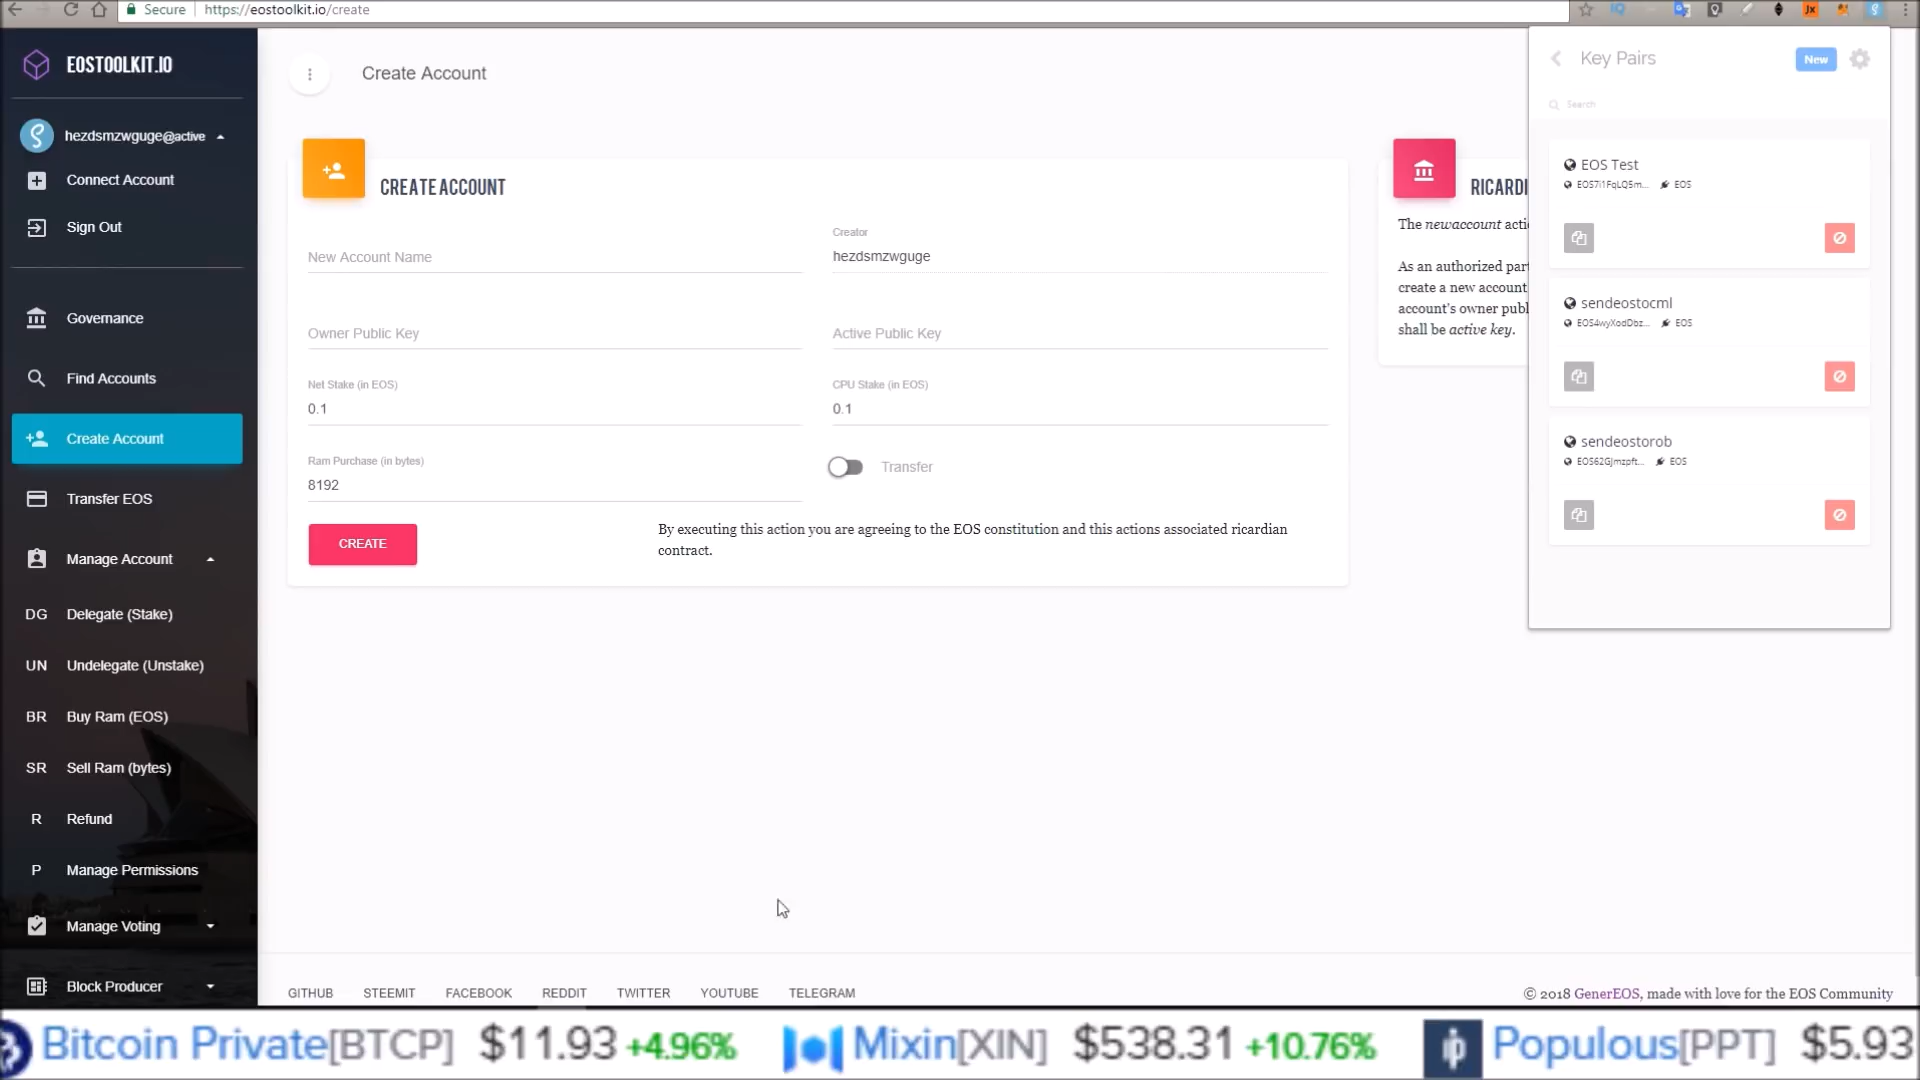 Secure https://eostoolkit.io/create
EOSTOOLKIT.IO
hezdsmzwguge@active
Connect Account
Sign Out
Governance
Find Accounts
Create Account
Transfer EOS
Manage Account
DG Delegate (Stake)
UN Undelegate (Unstake)
BR Buy Ram (EOS)
SR Sell Ram (bytes)
R Refund
P Manage Permissions
Manage Voting
Block Producer
Create Account
CREATE ACCOUNT
New Account Name
Creator
hezdsmzwguge
Owner Public Key
Active Public Key
Net Stake (in EOS)
0.1
CPU Stake (in EOS)
0.1
Ram Purchase (in bytes)
8192
Transfer
CREATE
By executing this action you are agreeing to the EOS constitution and this actions associated ricardian
contract.
RICARDI
The newaccount acti
As an authorized part
create a new account
account's owner publ
shall be active key.
Key Pairs
New
Search
EOS Test
EOS7i1FqLQ5m... EOS
sendeostocml
EOS4wyXodDbz... EOS
sendeostorob
EOS62GJmzpft... EOS
GITHUB STEEMIT FACEBOOK REDDIT TWITTER YOUTUBE TELEGRAM
© 2018 GenerEOS, made with love for the EOS Community
Bitcoin Private[BTCP] $11.93 +4.96% Mixin[XIN] $538.31 +10.76% Populous[PPT] $5.93